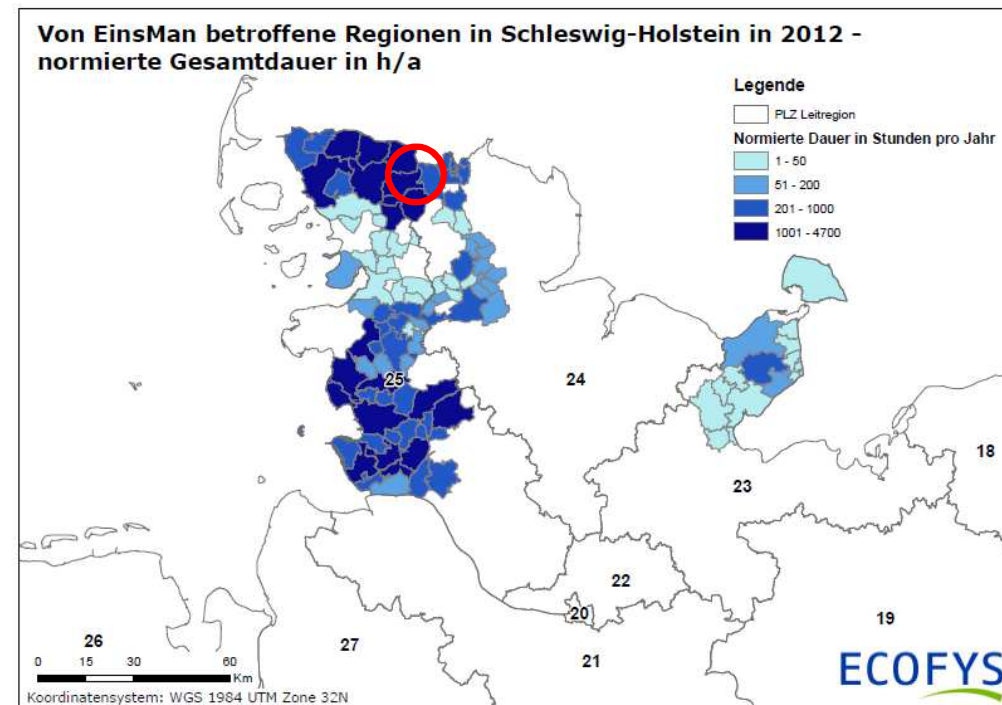 Von EinsMan betroffene Regionen in Schleswig-Holstein in 2012 -
normierte Gesamtdauer in h/a
Legende
PLZ Leitregion
Normierte Dauer in Stunden pro Jahr
1 - 50
51 - 200
201 - 1000
1001 - 4700
25
24
18
23
22
20
19
26
27
21
0 15 30 60
Km
ECOFYS
Koordinatensystem: WGS 1984 UTM Zone 32N